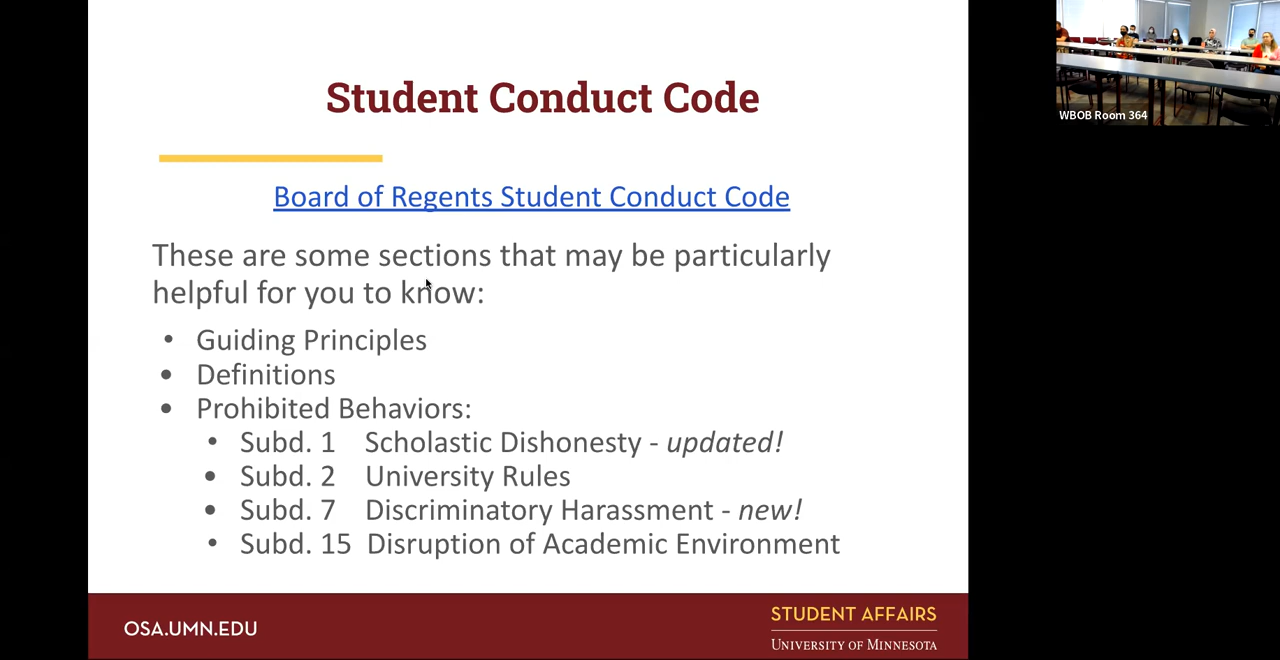 Student Conduct Code
Board of Regents Student Conduct Code
These are some sections that may be particularly
helpful for you to know:
• Guiding Principles
• Definitions
• Prohibited Behaviors:
• Subd. 1 Scholastic Dishonesty - updated!
• Subd. 2 University Rules
• Subd. 7 Discriminatory Harassment - new!
• Subd. 15 Disruption of Academic Environment
OSA.UMN.EDU
STUDENT AFFAIRS
UNIVERSITY OF MINNESOTA
WBOB Room 364